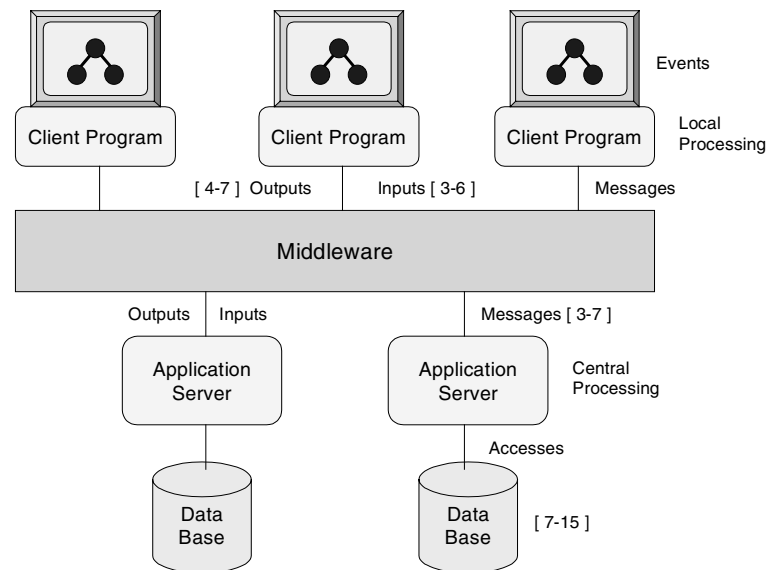 Events
Client Program
Client Program
Client Program
Local
Processing
[ 4-7 ] Outputs
Inputs [ 3-6 ]
Messages
Middleware
Outputs
Inputs
Messages [ 3-7 ]
Application
Server
Application
Server
Central
Processing
Accesses
Data
Base
Data
Base
[ 7-15 ]